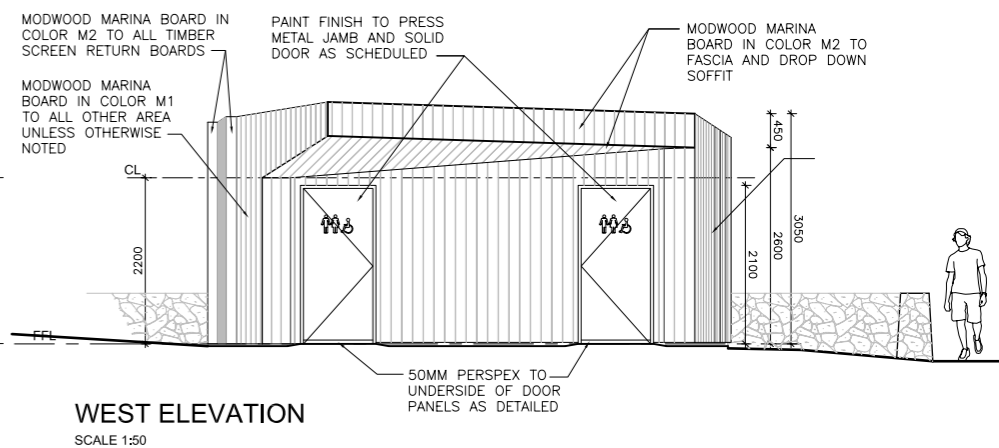 MODWOOD MARINA BOARD IN
COLOR M2 TO ALL TIMBER
SCREEN RETURN BOARDS
PAINT FINISH TO PRESS
METAL JAMB AND SOLID
DOOR AS SCHEDULED
MODWOOD MARINA
BOARD IN COLOR M2 TO
FASCIA AND DROP DOWN
SOFFIT
MODWOOD MARINA
BOARD IN COLOR M1
TO ALL OTHER AREA
UNLESS OTHERWISE
NOTED
450
CL
3050
2600
2100
2200
FFL
50MM PERSPEX TO
UNDERSIDE OF DOOR
PANELS AS DETAILED
WEST ELEVATION
SCALE 1:50